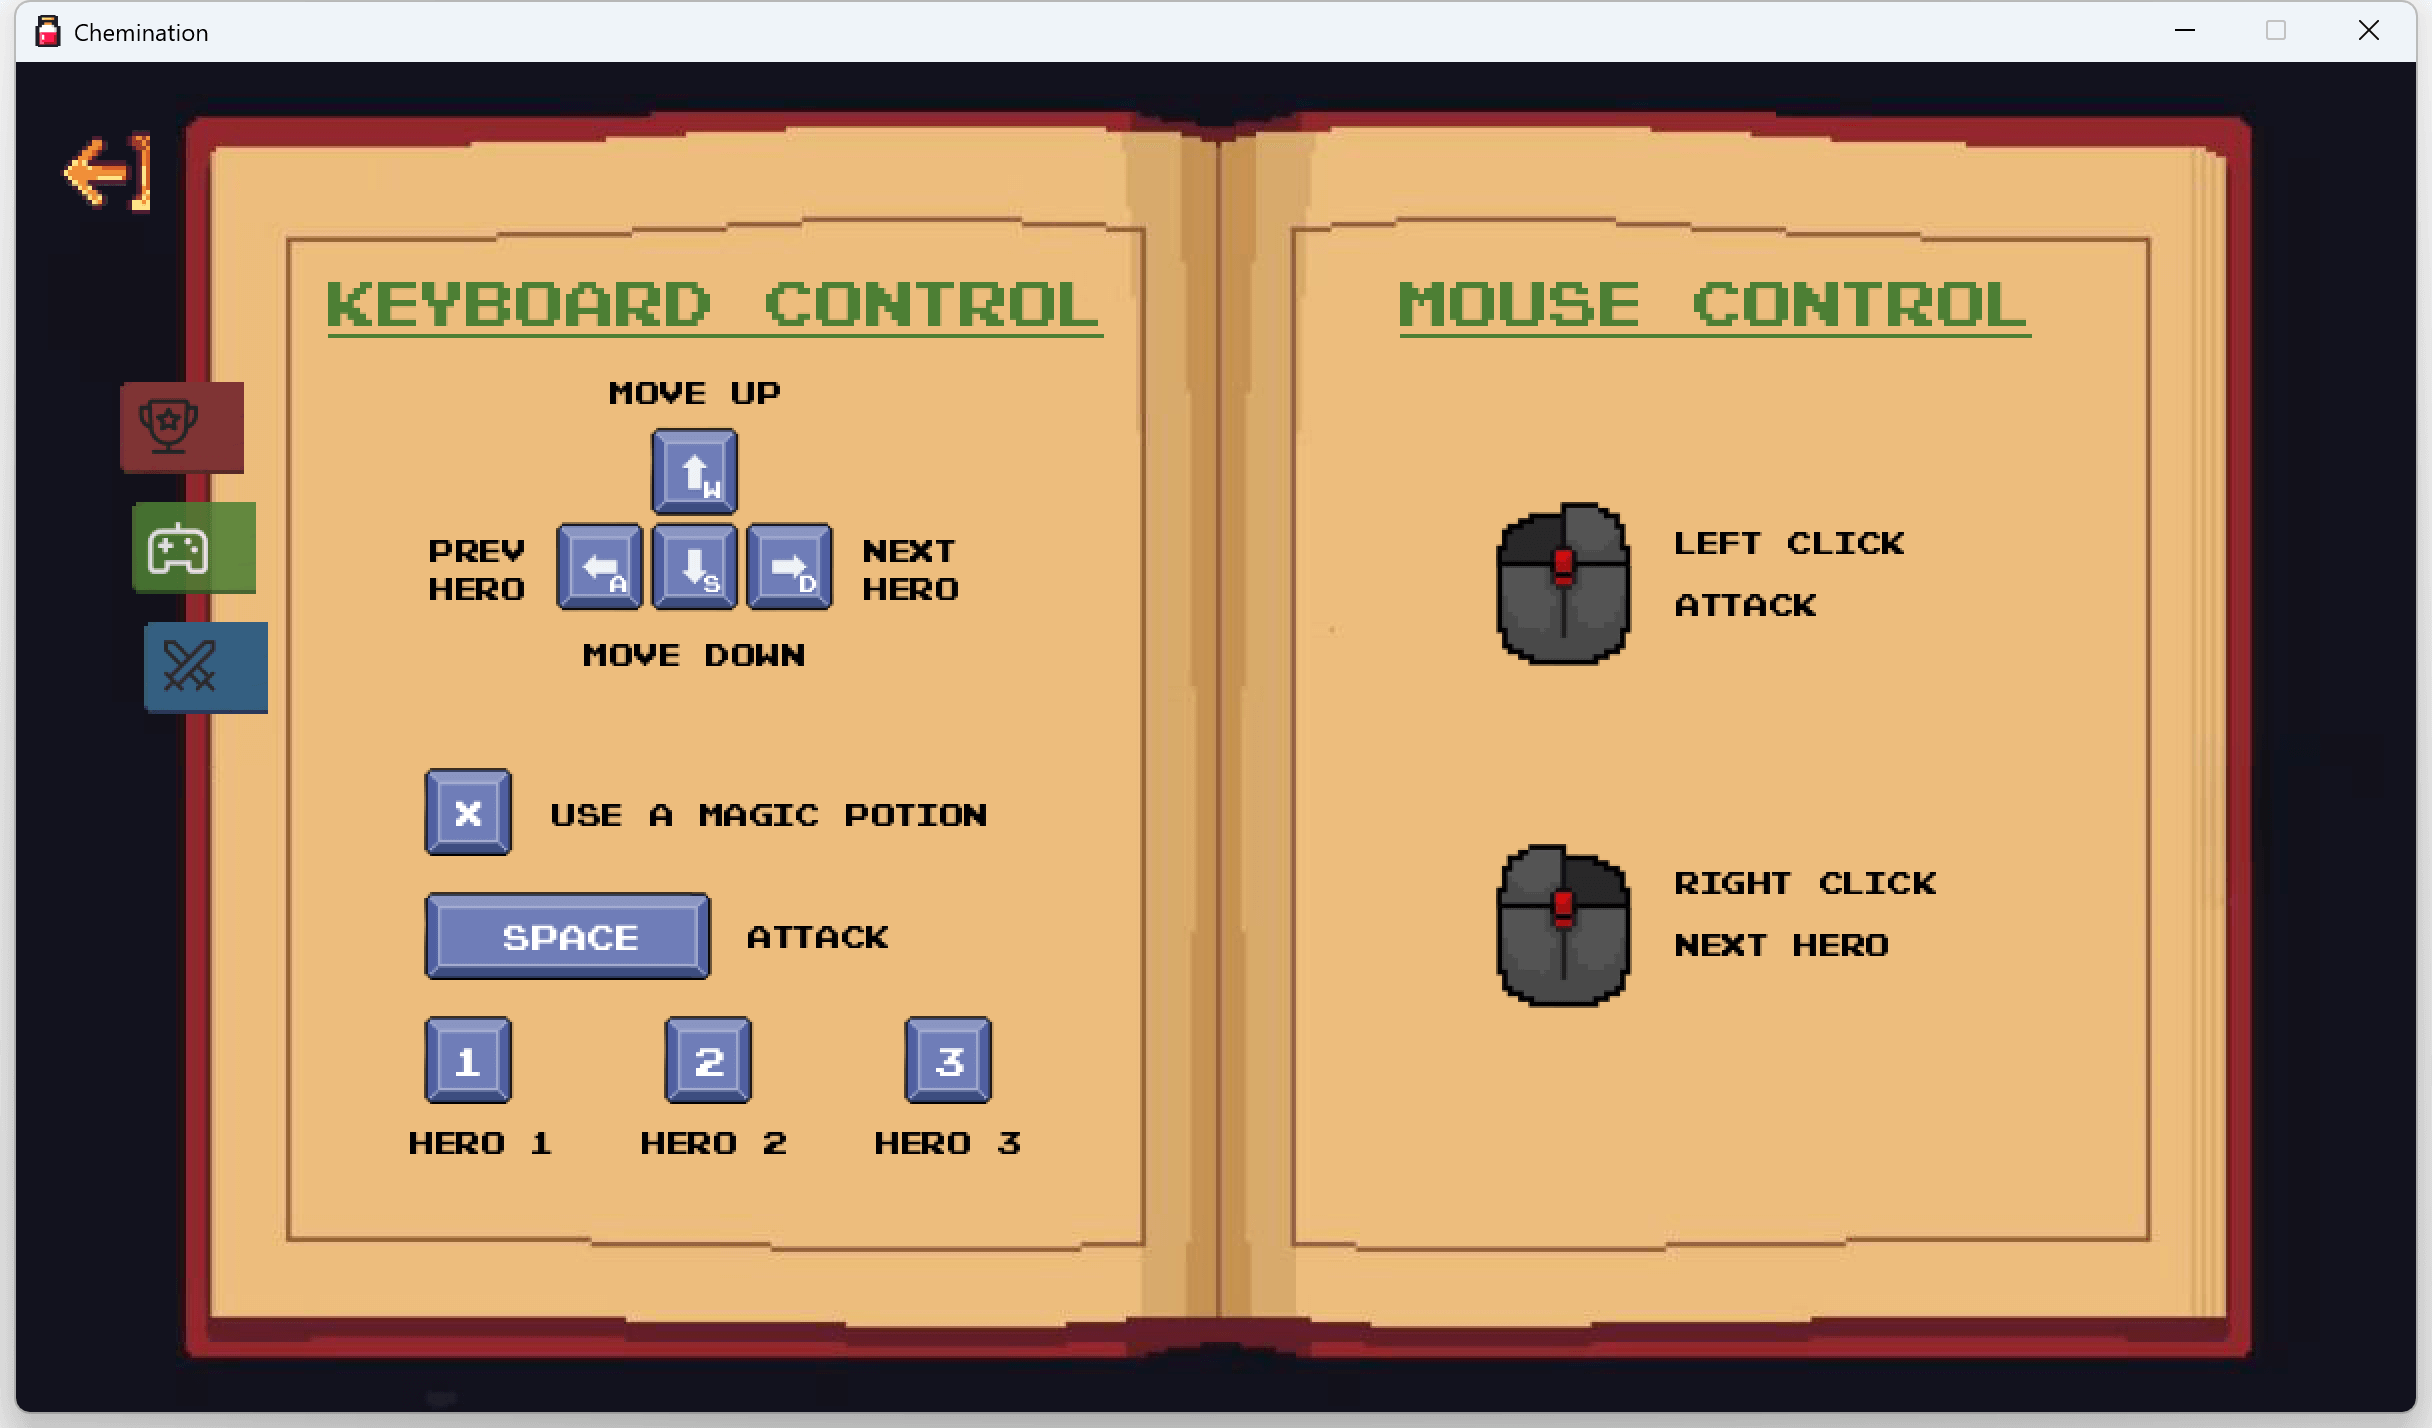 Chemination
KEYBOARD CONTROL
MOVE UP
W
PREV
HERO
A
S
D
NEXT
HERO
MOVE DOWN
X USE A MAGIC POTION
SPACE ATTACK
1 2 3
HERO 1 HERO 2 HERO 3
MOUSE CONTROL
LEFT CLICK
ATTACK
RIGHT CLICK
NEXT HERO